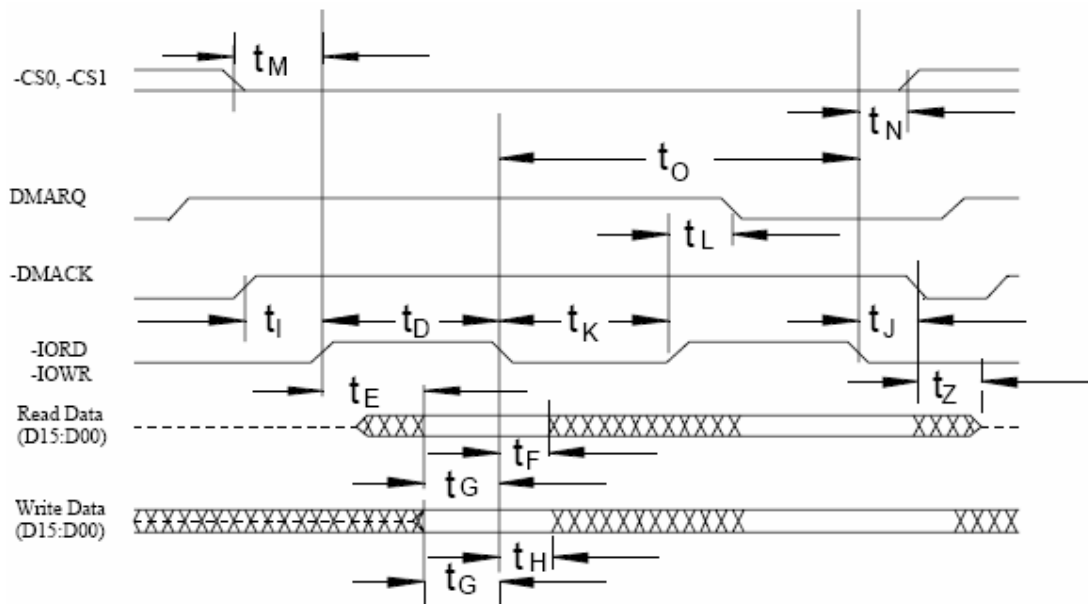 tM
-CS0, -CS1
tN
tO
DMARQ
tL
-DMACK
tI
tD
tK
tJ
-IORD
-IOWR
tZ
tE
Read Data
(D15:D00)
tF
tG
Write Data
(D15:D00)
tH
tG